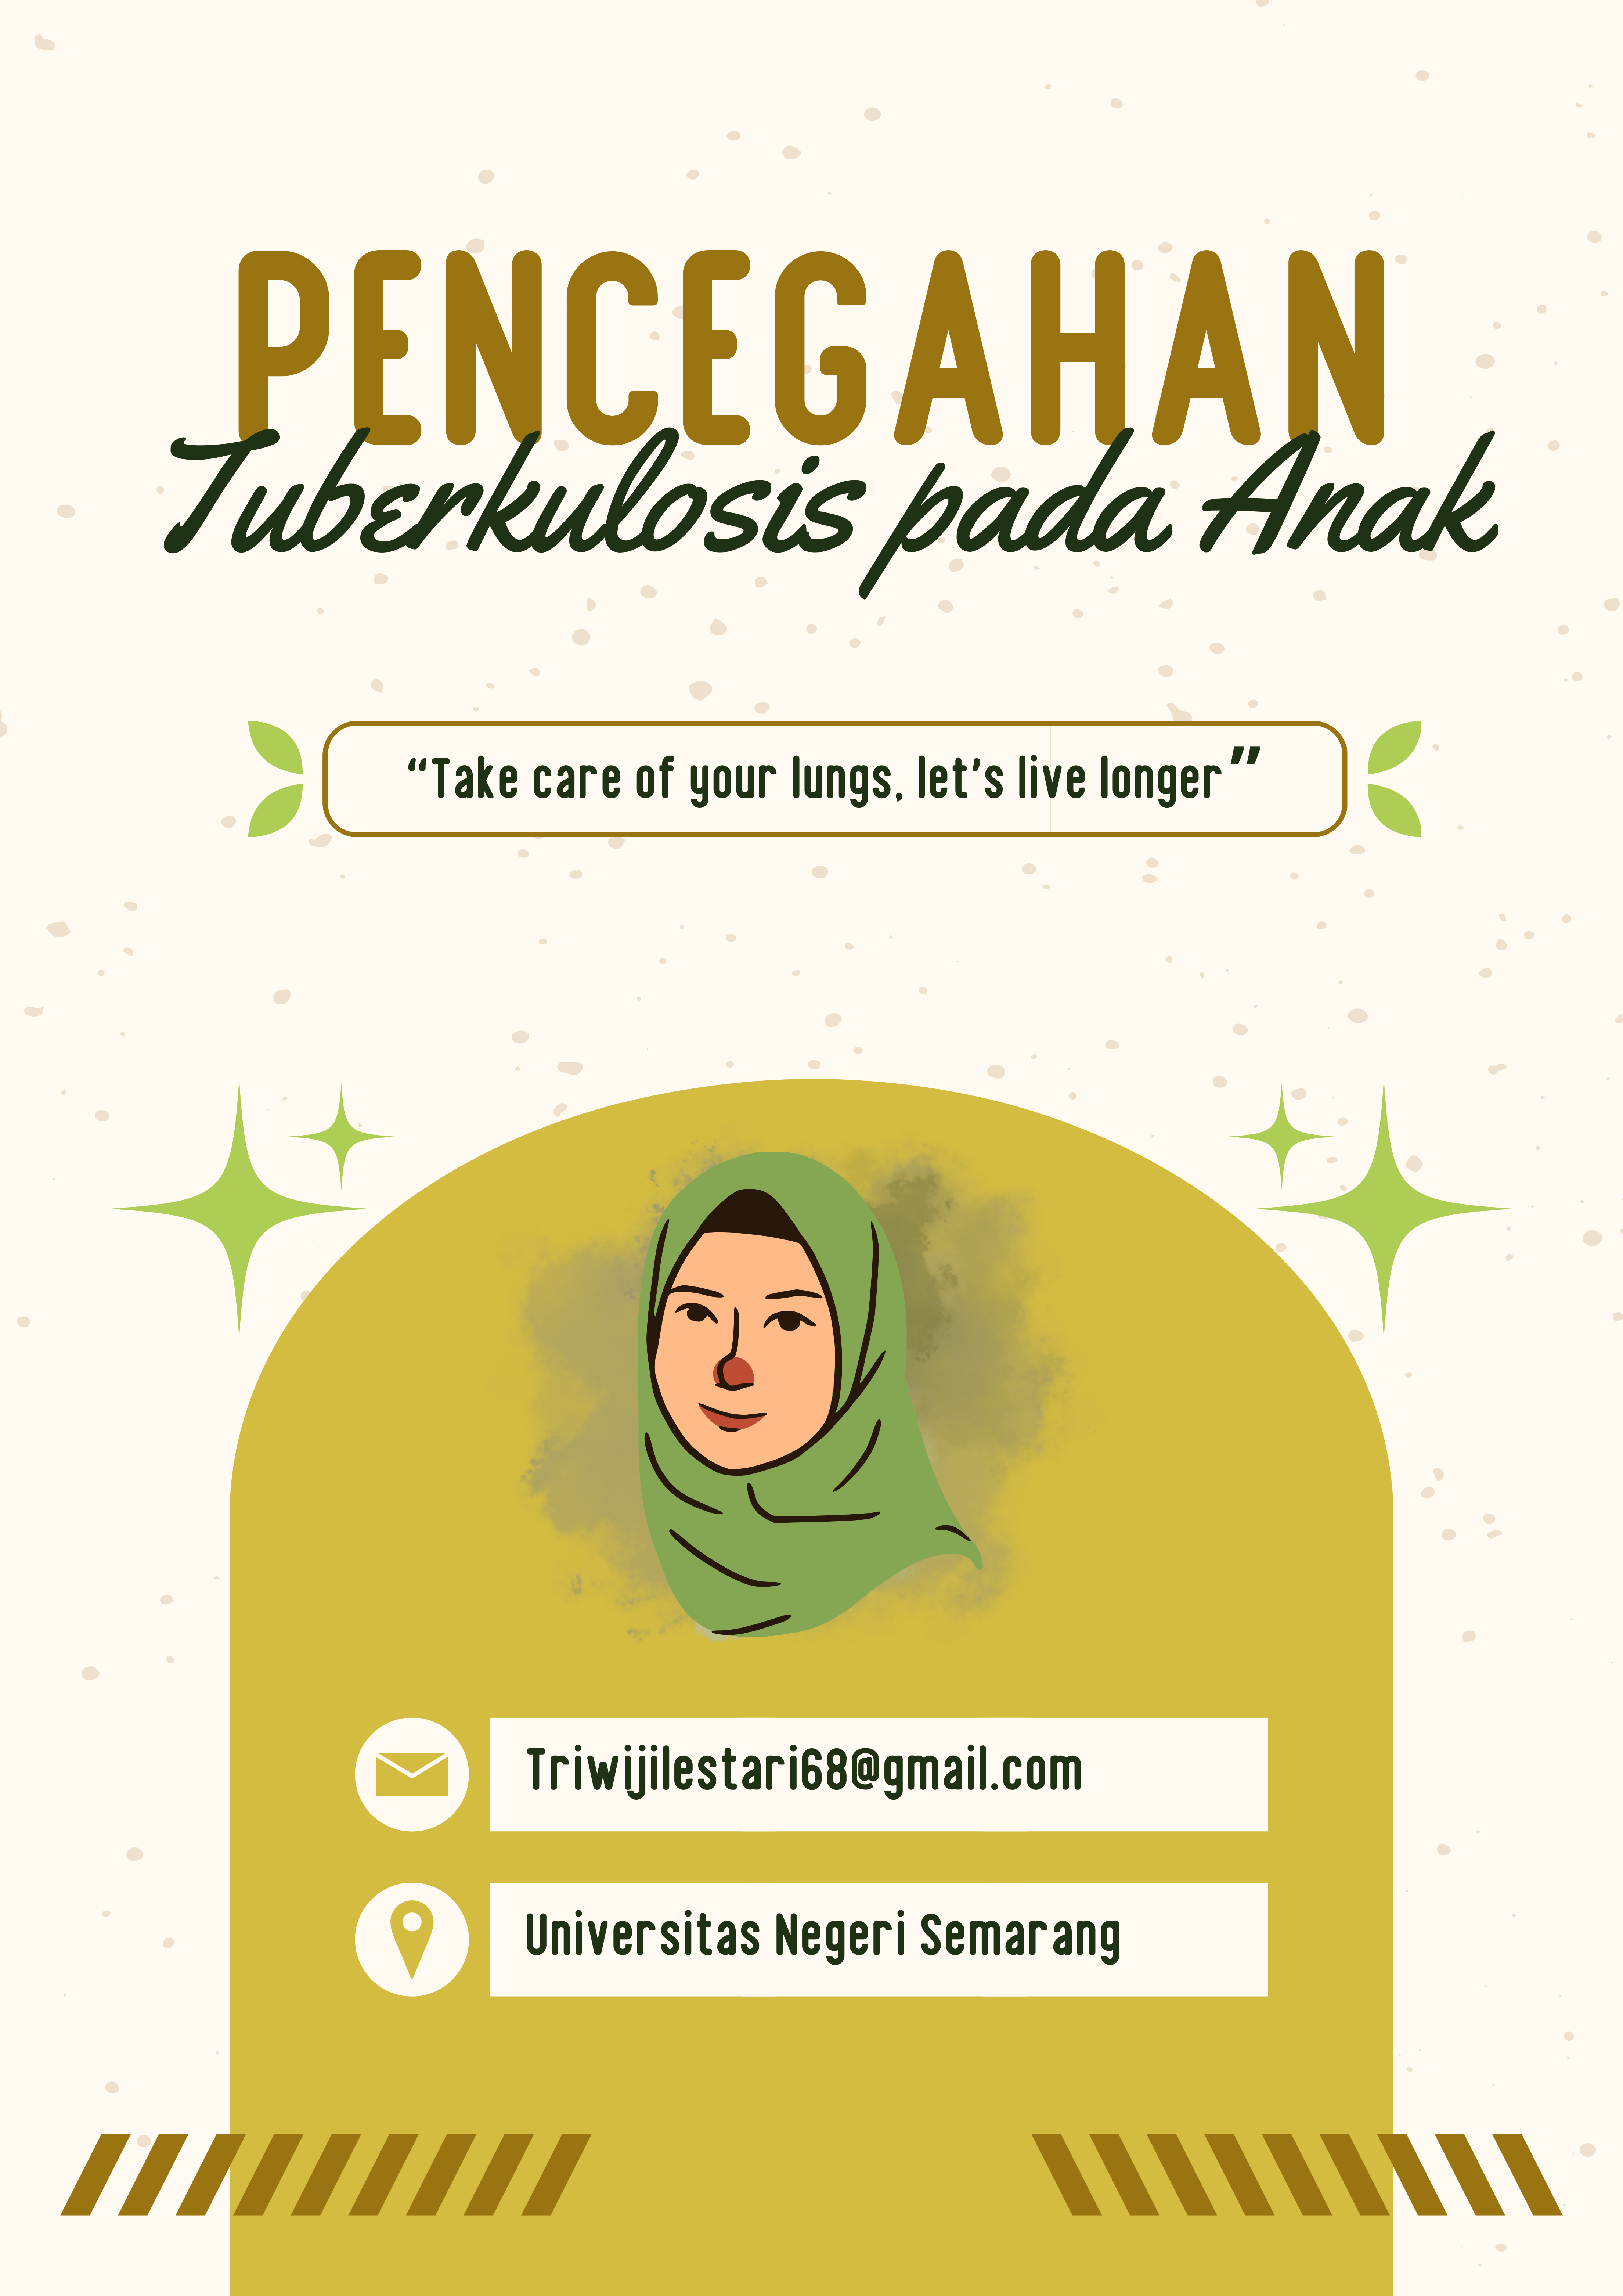 PENCEGAHAN
Tuberkulosis pada Anak
“Take care of your lungs, let’s live longer”
Triwijilestari68@gmail.com
Universitas Negeri Semarang